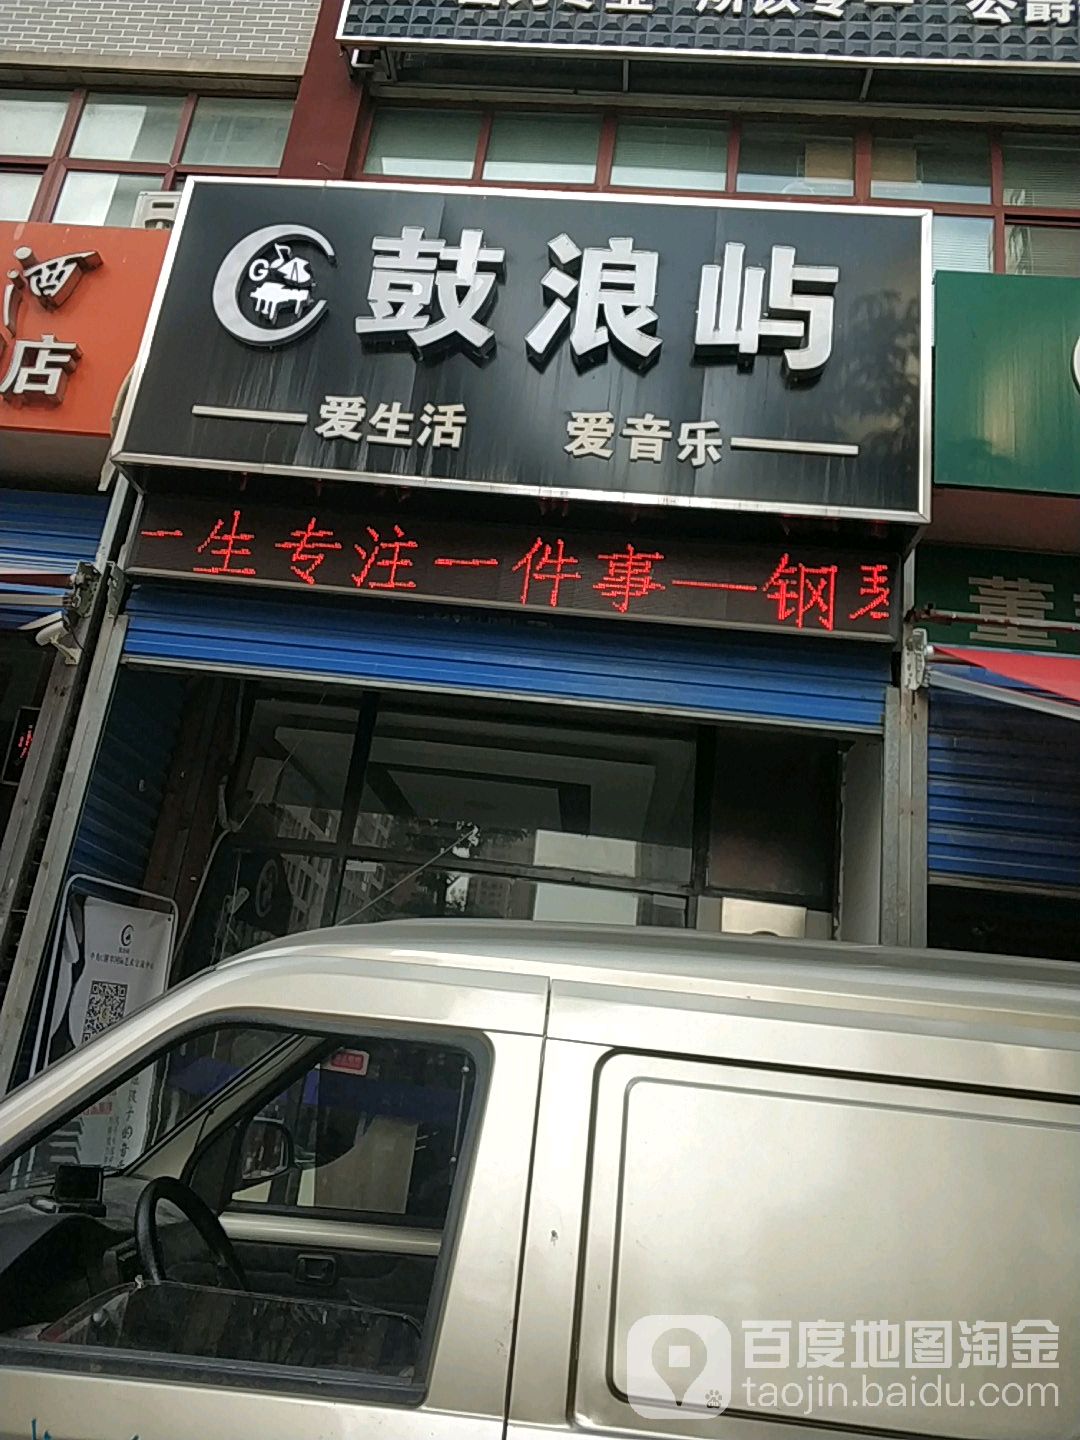 酒
店
G
鼓浪屿
爱生活 爱音乐
一生专注一件事——钢
董
百度地图淘金
taojin.baidu.com